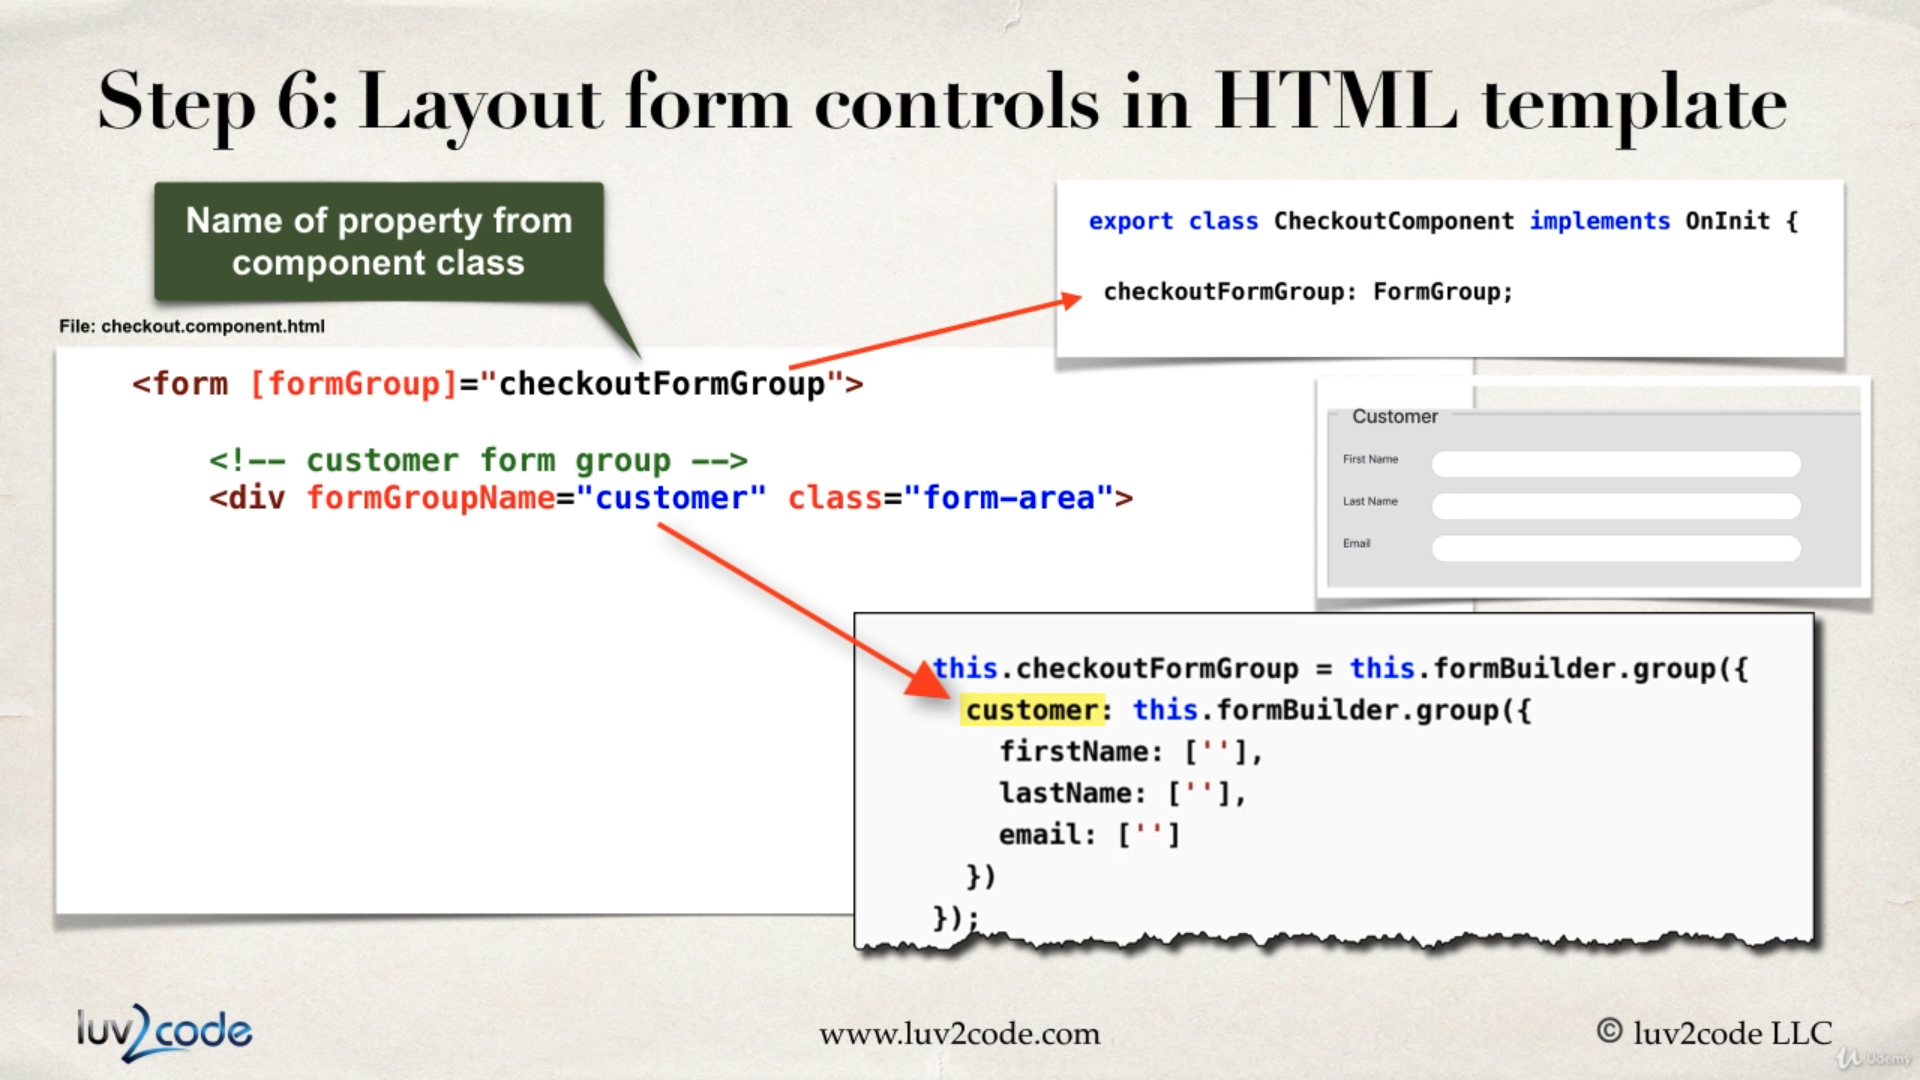 Step 6: Layout form controls in HTML template
Name of property from
component class
export class CheckoutComponent implements OnInit {
checkoutFormGroup: FormGroup;
File: checkout.component.html
<form [formGroup]="checkoutFormGroup">
<!-- customer form group -->
<div formGroupName="customer" class="form-area">
Customer
First Name
Last Name
Email
this.checkoutFormGroup = this.formBuilder.group({
customer: this.formBuilder.group({
firstName: [''],
lastName: [''],
email: ['']
})
});
luv2code
www.luv2code.com
© luv2code LLC
Udemy